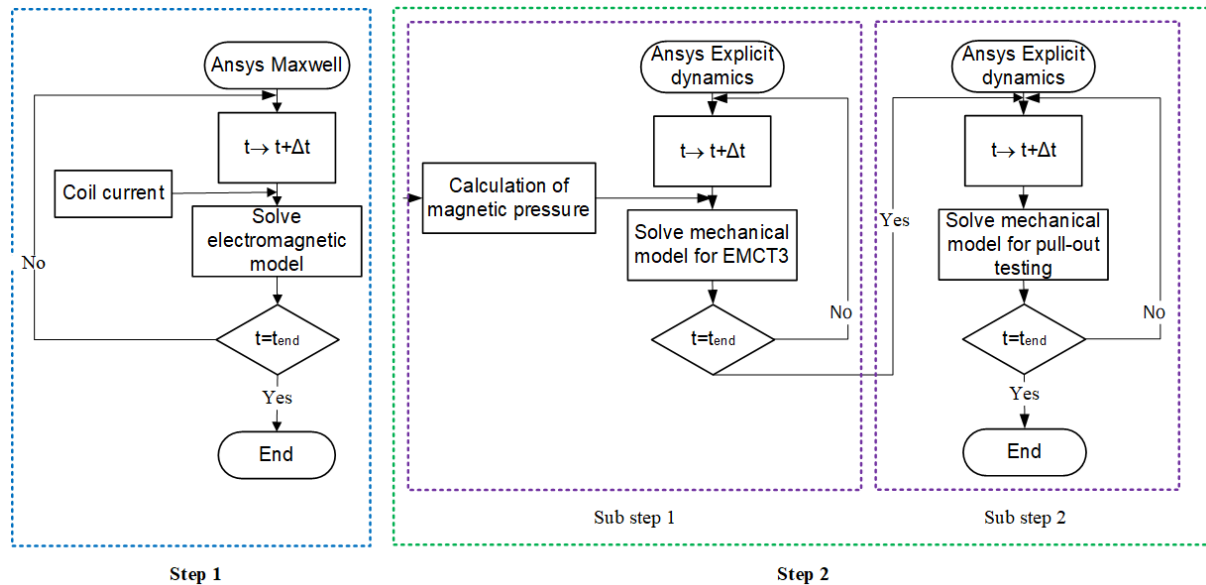 Ansys Maxwell
t→ t+Δt
Coil current
Solve
electromagnetic
model
No
t=tend
Yes
End
Step 1
Ansys Explicit
dynamics
t→ t+Δt
Calculation of
magnetic pressure
Solve mechanical
model for EMCT3
No
t=tend
Sub step 1
Yes
Ansys Explicit
dynamics
t→ t+Δt
Solve mechanical
model for pull-out
testing
No
t=tend
Yes
End
Sub step 2
Step 2